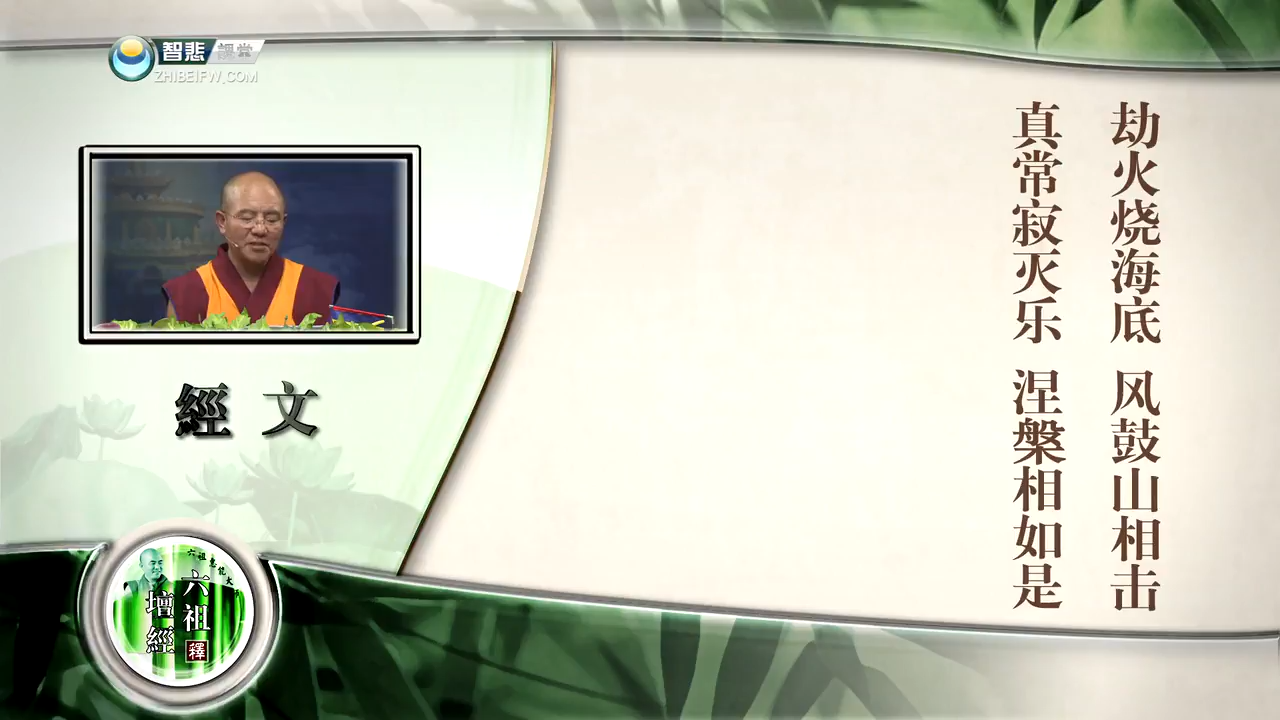 智悲課堂
ZHIBEIFW.COM
劫火烧海底 风鼓山相击
真常寂灭乐 涅槃相如是
經文
六祖
壇經
釋